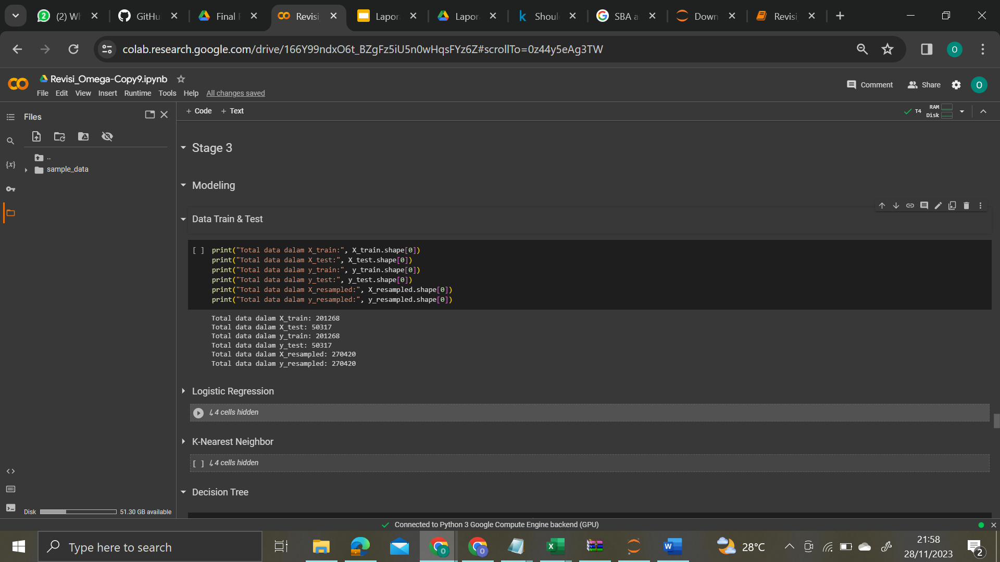 (2) Wh
GitHu
Final
Revisi
Lapor
Lapor
Shoul
SBA a
Down
Revisi
colab.research.google.com/drive/166Y99ndxO6t_BZgFz5iU5n0wHqsFYz6Z#scrollTo=0z44y5eAg3TW
O
Revisi_Omega-Copy9.ipynb
File Edit View Insert Runtime Tools Help All changes saved
Comment Share O
Files
+ Code + Text
T4 RAM
Disk
..
sample_data
{x}
Stage 3
Modeling
Data Train & Test
[ ] print("Total data dalam X_train:", X_train.shape[0])
print("Total data dalam X_test:", X_test.shape[0])
print("Total data dalam y_train:", y_train.shape[0])
print("Total data dalam y_test:", y_test.shape[0])
print("Total data dalam X_resampled:", X_resampled.shape[0])
print("Total data dalam y_resampled:", y_resampled.shape[0])
Total data dalam X_train: 201268
Total data dalam X_test: 50317
Total data dalam y_train: 201268
Total data dalam y_test: 50317
Total data dalam X_resampled: 270420
Total data dalam y_resampled: 270420
Logistic Regression
4 cells hidden
K-Nearest Neighbor
[ ] 4 cells hidden
Decision Tree
Disk 51.30 GB available
Connected to Python 3 Google Compute Engine backend (GPU)
Type here to search
28°C
21:58
28/11/2023
2